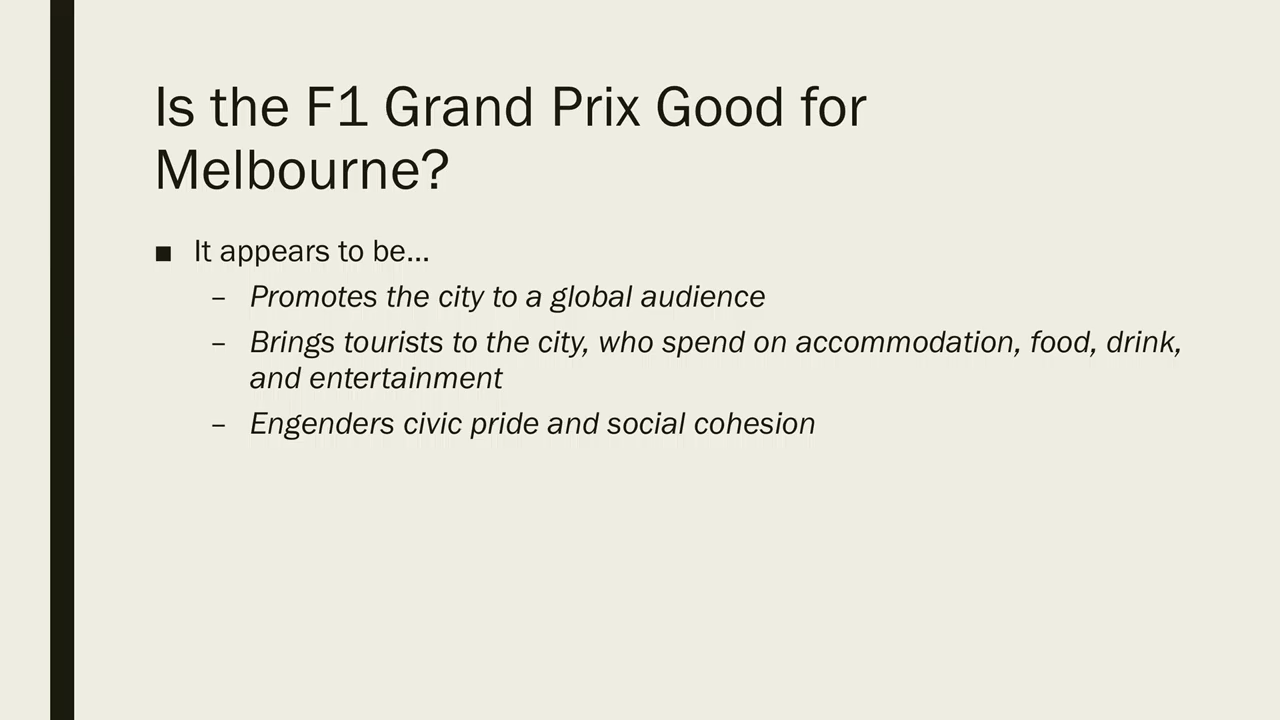 Is the F1 Grand Prix Good for
Melbourne?
■ It appears to be...
– Promotes the city to a global audience
– Brings tourists to the city, who spend on accommodation, food, drink,
and entertainment
– Engenders civic pride and social cohesion